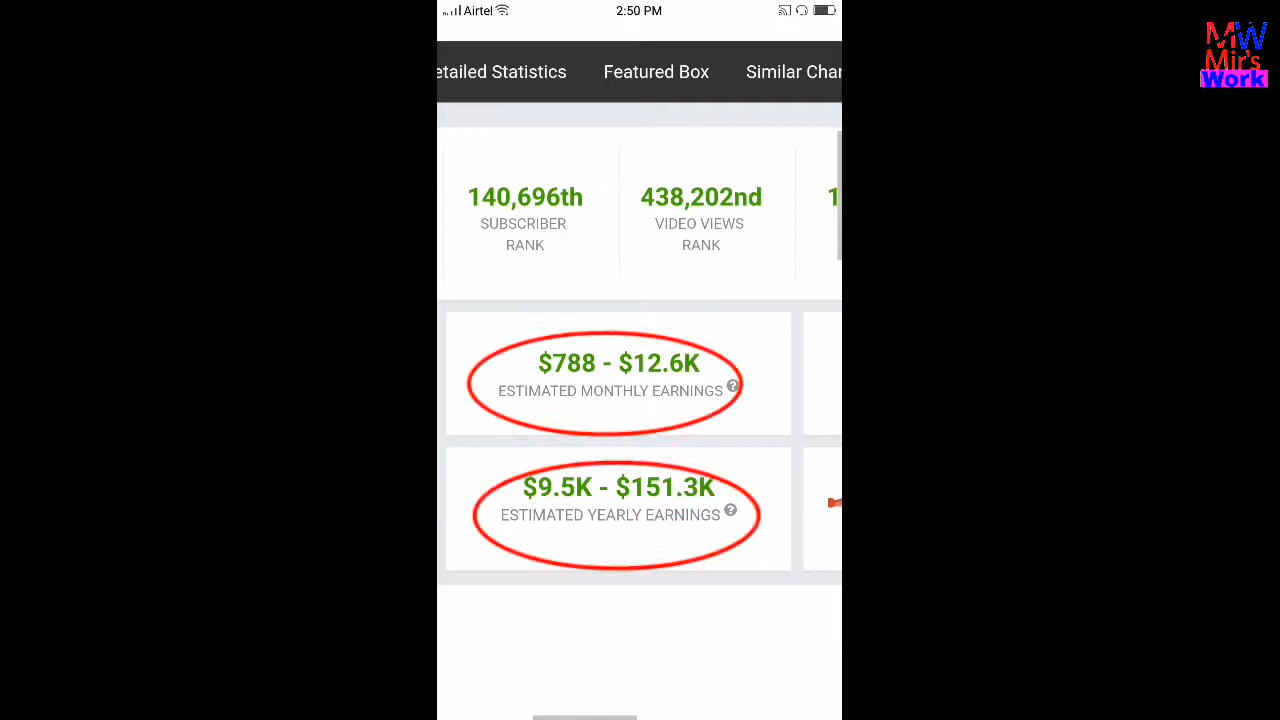 Airtel
2:50 PM
etailed Statistics Featured Box Similar Char
140,696th
SUBSCRIBER
RANK
438,202nd
VIDEO VIEWS
RANK
1
$788 - $12.6K
ESTIMATED MONTHLY EARNINGS ?
$9.5K - $151.3K
ESTIMATED YEARLY EARNINGS ?
MW
Mir's
Work